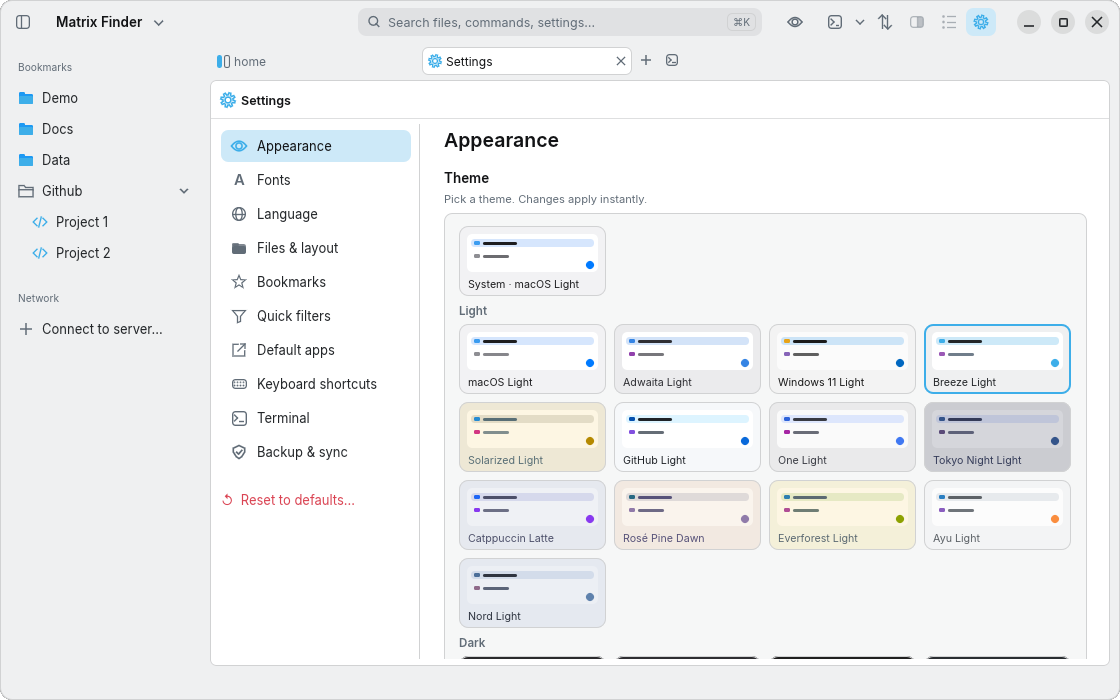 Matrix Finder
Search files, commands, settings...
⌘K
Bookmarks
Demo
Docs
Data
Github
Project 1
Project 2
Network
Connect to server...
home
Settings
Settings
Appearance
Fonts
Language
Files & layout
Bookmarks
Quick filters
Default apps
Keyboard shortcuts
Terminal
Backup & sync
Reset to defaults...
Appearance
Theme
Pick a theme. Changes apply instantly.
System · macOS Light
Light
macOS Light
Adwaita Light
Windows 11 Light
Breeze Light
Solarized Light
GitHub Light
One Light
Tokyo Night Light
Catppuccin Latte
Rosé Pine Dawn
Everforest Light
Ayu Light
Nord Light
Dark